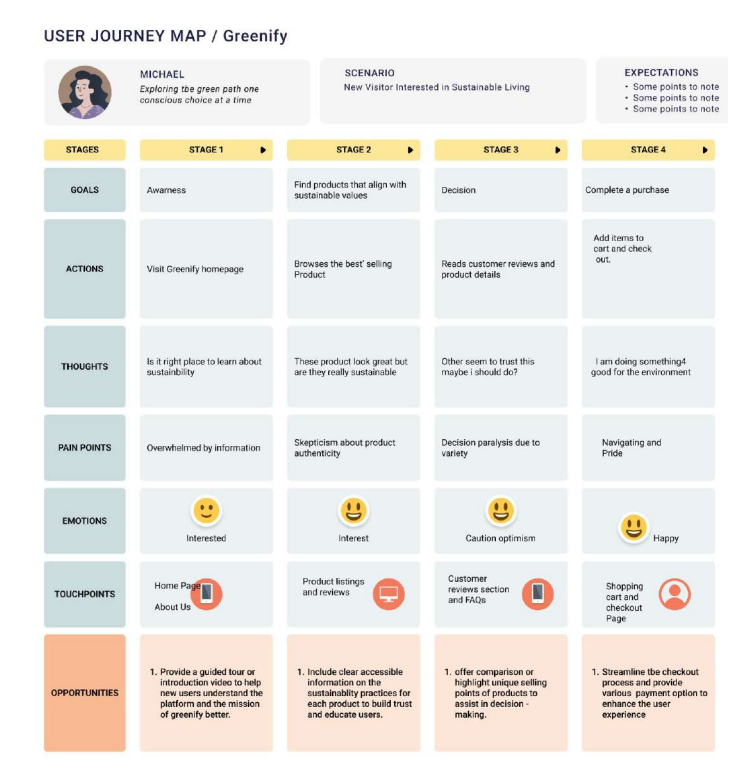 USER JOURNEY MAP / Greenify
MICHAEL
Exploring tbe green path one
conscious choice at a time
SCENARIO
New Visitor Interested in Sustainable Living
EXPECTATIONS
• Some points to note
• Some points to note
• Some points to note
STAGES
STAGE 1
STAGE 2
STAGE 3
STAGE 4
GOALS
Awarness
Find products that align with
sustainable values
Decision
Complete a purchase
ACTIONS
Visit Greenify homepage
Browses the best' selling
Product
Reads customer reviews and
product details
Add items to
cart and check
out.
THOUGHTS
Is it right place to learn about
sustainbility
These product look great but
are they really sustainable
Other seem to trust this
maybe i should do?
I am doing something4
good for the environment
PAIN POINTS
Overwhelmed by information
Skepticism about product
authenticity
Decision paralysis due to
variety
Navigating and
Pride
EMOTIONS
Interested
Interest
Caution optimism
Happy
TOUCHPOINTS
Home Page
About Us
Product listings
and reviews
Customer
reviews section
and FAQs
Shopping
cart and
checkout
Page
OPPORTUNITIES
1. Provide a guided tour or
introduction video to help
new users understand the
platform and the mission
of greenify better.
1. Include clear accessible
information on the
sustainablity practices for
each product to build trust
and educate users.
1. offer comparison or
highlight unique selling
points of products to
assist in decision -
making.
1. Streamline tbe checkout
process and provide
various payment option to
enhance the user
experience